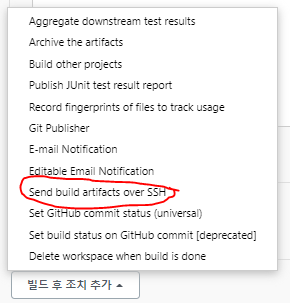 Aggregate downstream test results
Archive the artifacts
Build other projects
Publish JUnit test result report
Record fingerprints of files to track usage
Git Publisher
E-mail Notification
Editable Email Notification
Send build artifacts over SSH
Set GitHub commit status (universal)
Set build status on GitHub commit [deprecated]
Delete workspace when build is done
빌드 후 조치 추가